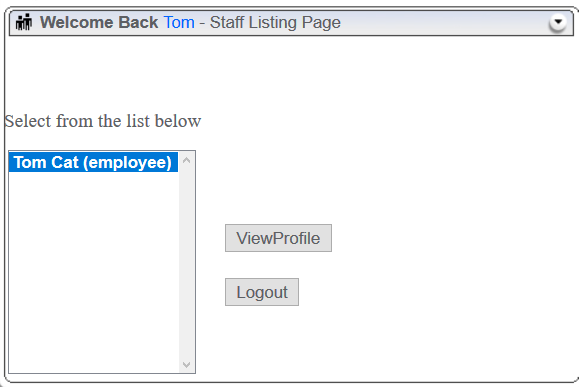 Welcome Back Tom - Staff Listing Page
Select from the list below
Tom Cat (employee)
ViewProfile
Logout